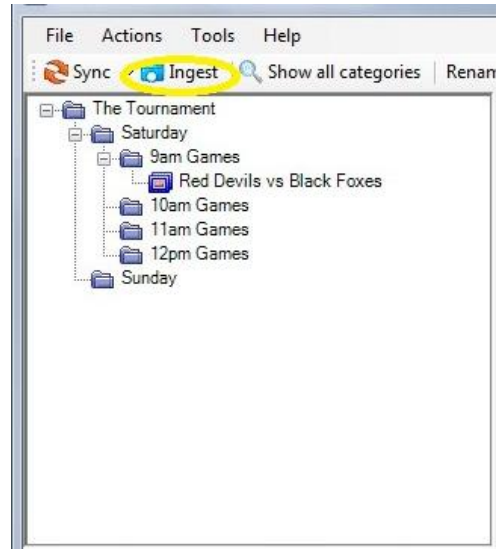 File Actions Tools Help
Sync Ingest Show all categories Renam
The Tournament
Saturday
9am Games
Red Devils vs Black Foxes
10am Games
11am Games
12pm Games
Sunday